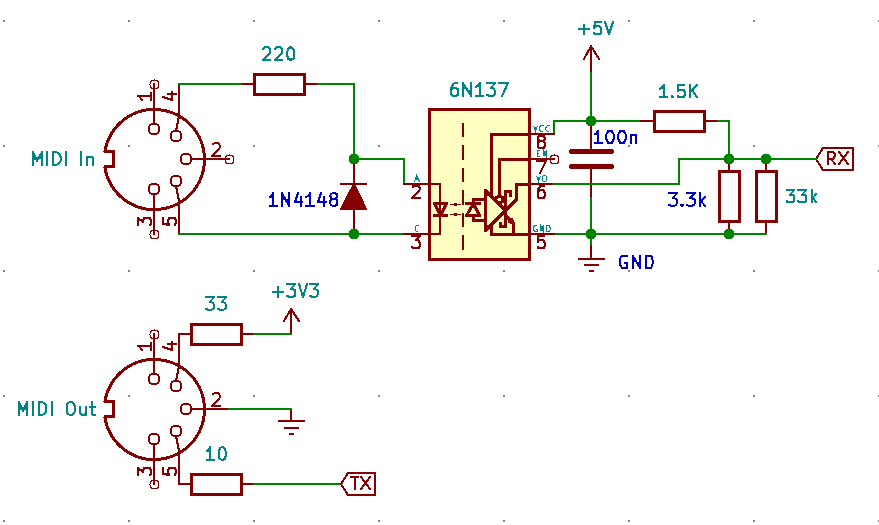 +5V
220
6N137
1.5K
1
4
VCC
8
100n
MIDI In
2
EN
7
RX
A
2
VO
6
1N4148
3.3k
33k
3
5
C
3
GND
5
GND
33
+3V3
1
4
MIDI Out
2
10
3
5
TX